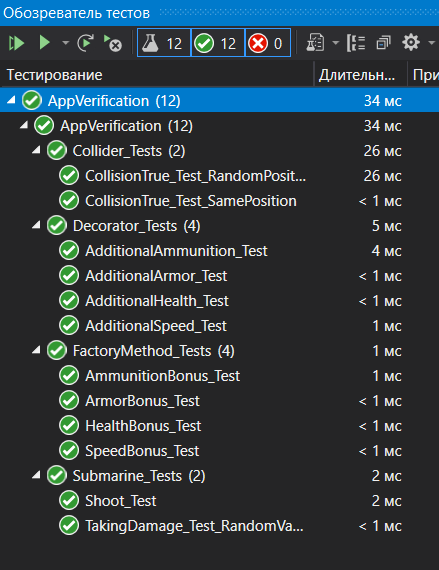 Обозреватель тестов
12 12 0
Тестирование Длительн... При
AppVerification (12) 34 мс
AppVerification (12) 34 мс
Collider_Tests (2) 26 мс
CollisionTrue_Test_RandomPosit... 26 мс
CollisionTrue_Test_SamePosition < 1 мс
Decorator_Tests (4) 5 мс
AdditionalAmmunition_Test 4 мс
AdditionalArmor_Test < 1 мс
AdditionalHealth_Test < 1 мс
AdditionalSpeed_Test 1 мс
FactoryMethod_Tests (4) 1 мс
AmmunitionBonus_Test 1 мс
ArmorBonus_Test < 1 мс
HealthBonus_Test < 1 мс
SpeedBonus_Test < 1 мс
Submarine_Tests (2) 2 мс
Shoot_Test 2 мс
TakingDamage_Test_RandomVa... < 1 мс